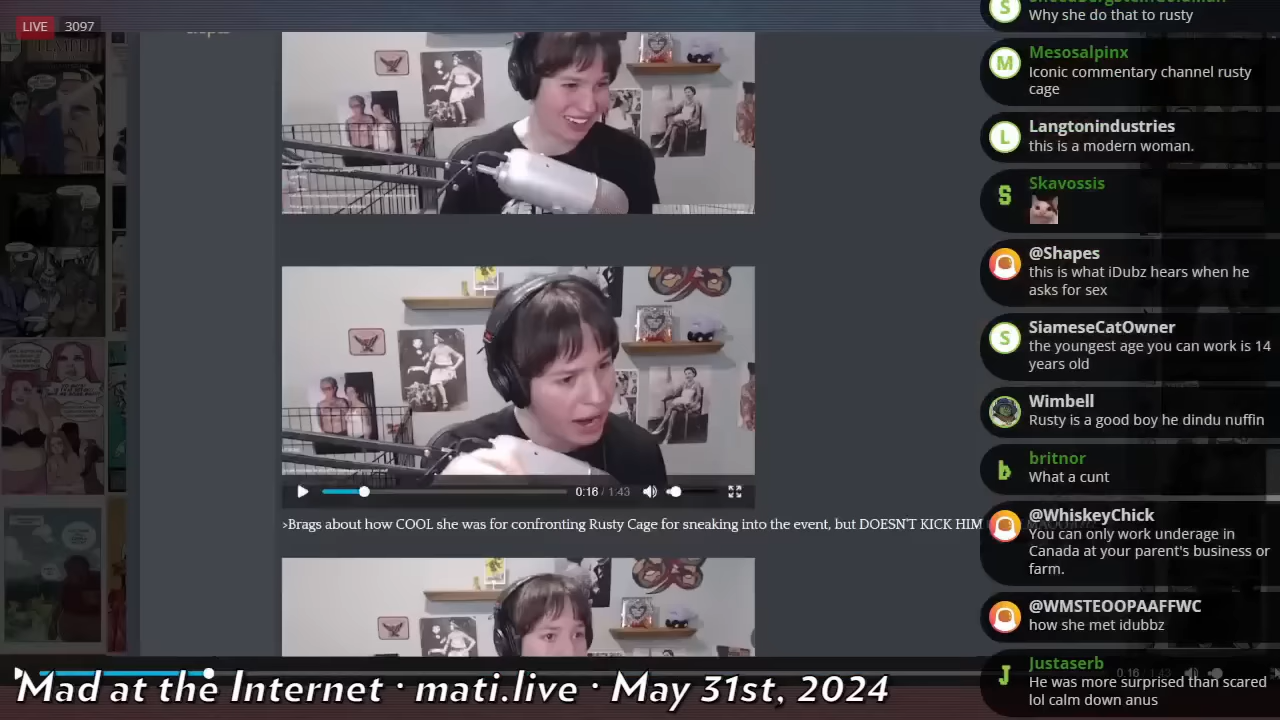 LIVE 3097
Why she do that to rusty
Mesosalpinx
Iconic commentary channel rusty
cage
Langtonindustries
this is a modern woman.
Skavossis
@Shapes
this is what iDubz hears when he
asks for sex
SiameseCatOwner
the youngest age you can work is 14
years old
Wimbell
Rusty is a good boy he dindu nuffin
britnor
What a cunt
@WhiskeyChick
You can only work underage in
Canada at your parent's business or
farm.
@WMSTEOOPAAFFWC
how she met idubbz
Justaserb
He was more surprised than scared
lol calm down anus
0:16 / 1:43
>Brags about how COOL she was for confronting Rusty Cage for sneaking into the event, but DOESN'T KICK HIM
0:16 / 1:43
Mad at the Internet · mati.live · May 31st, 2024